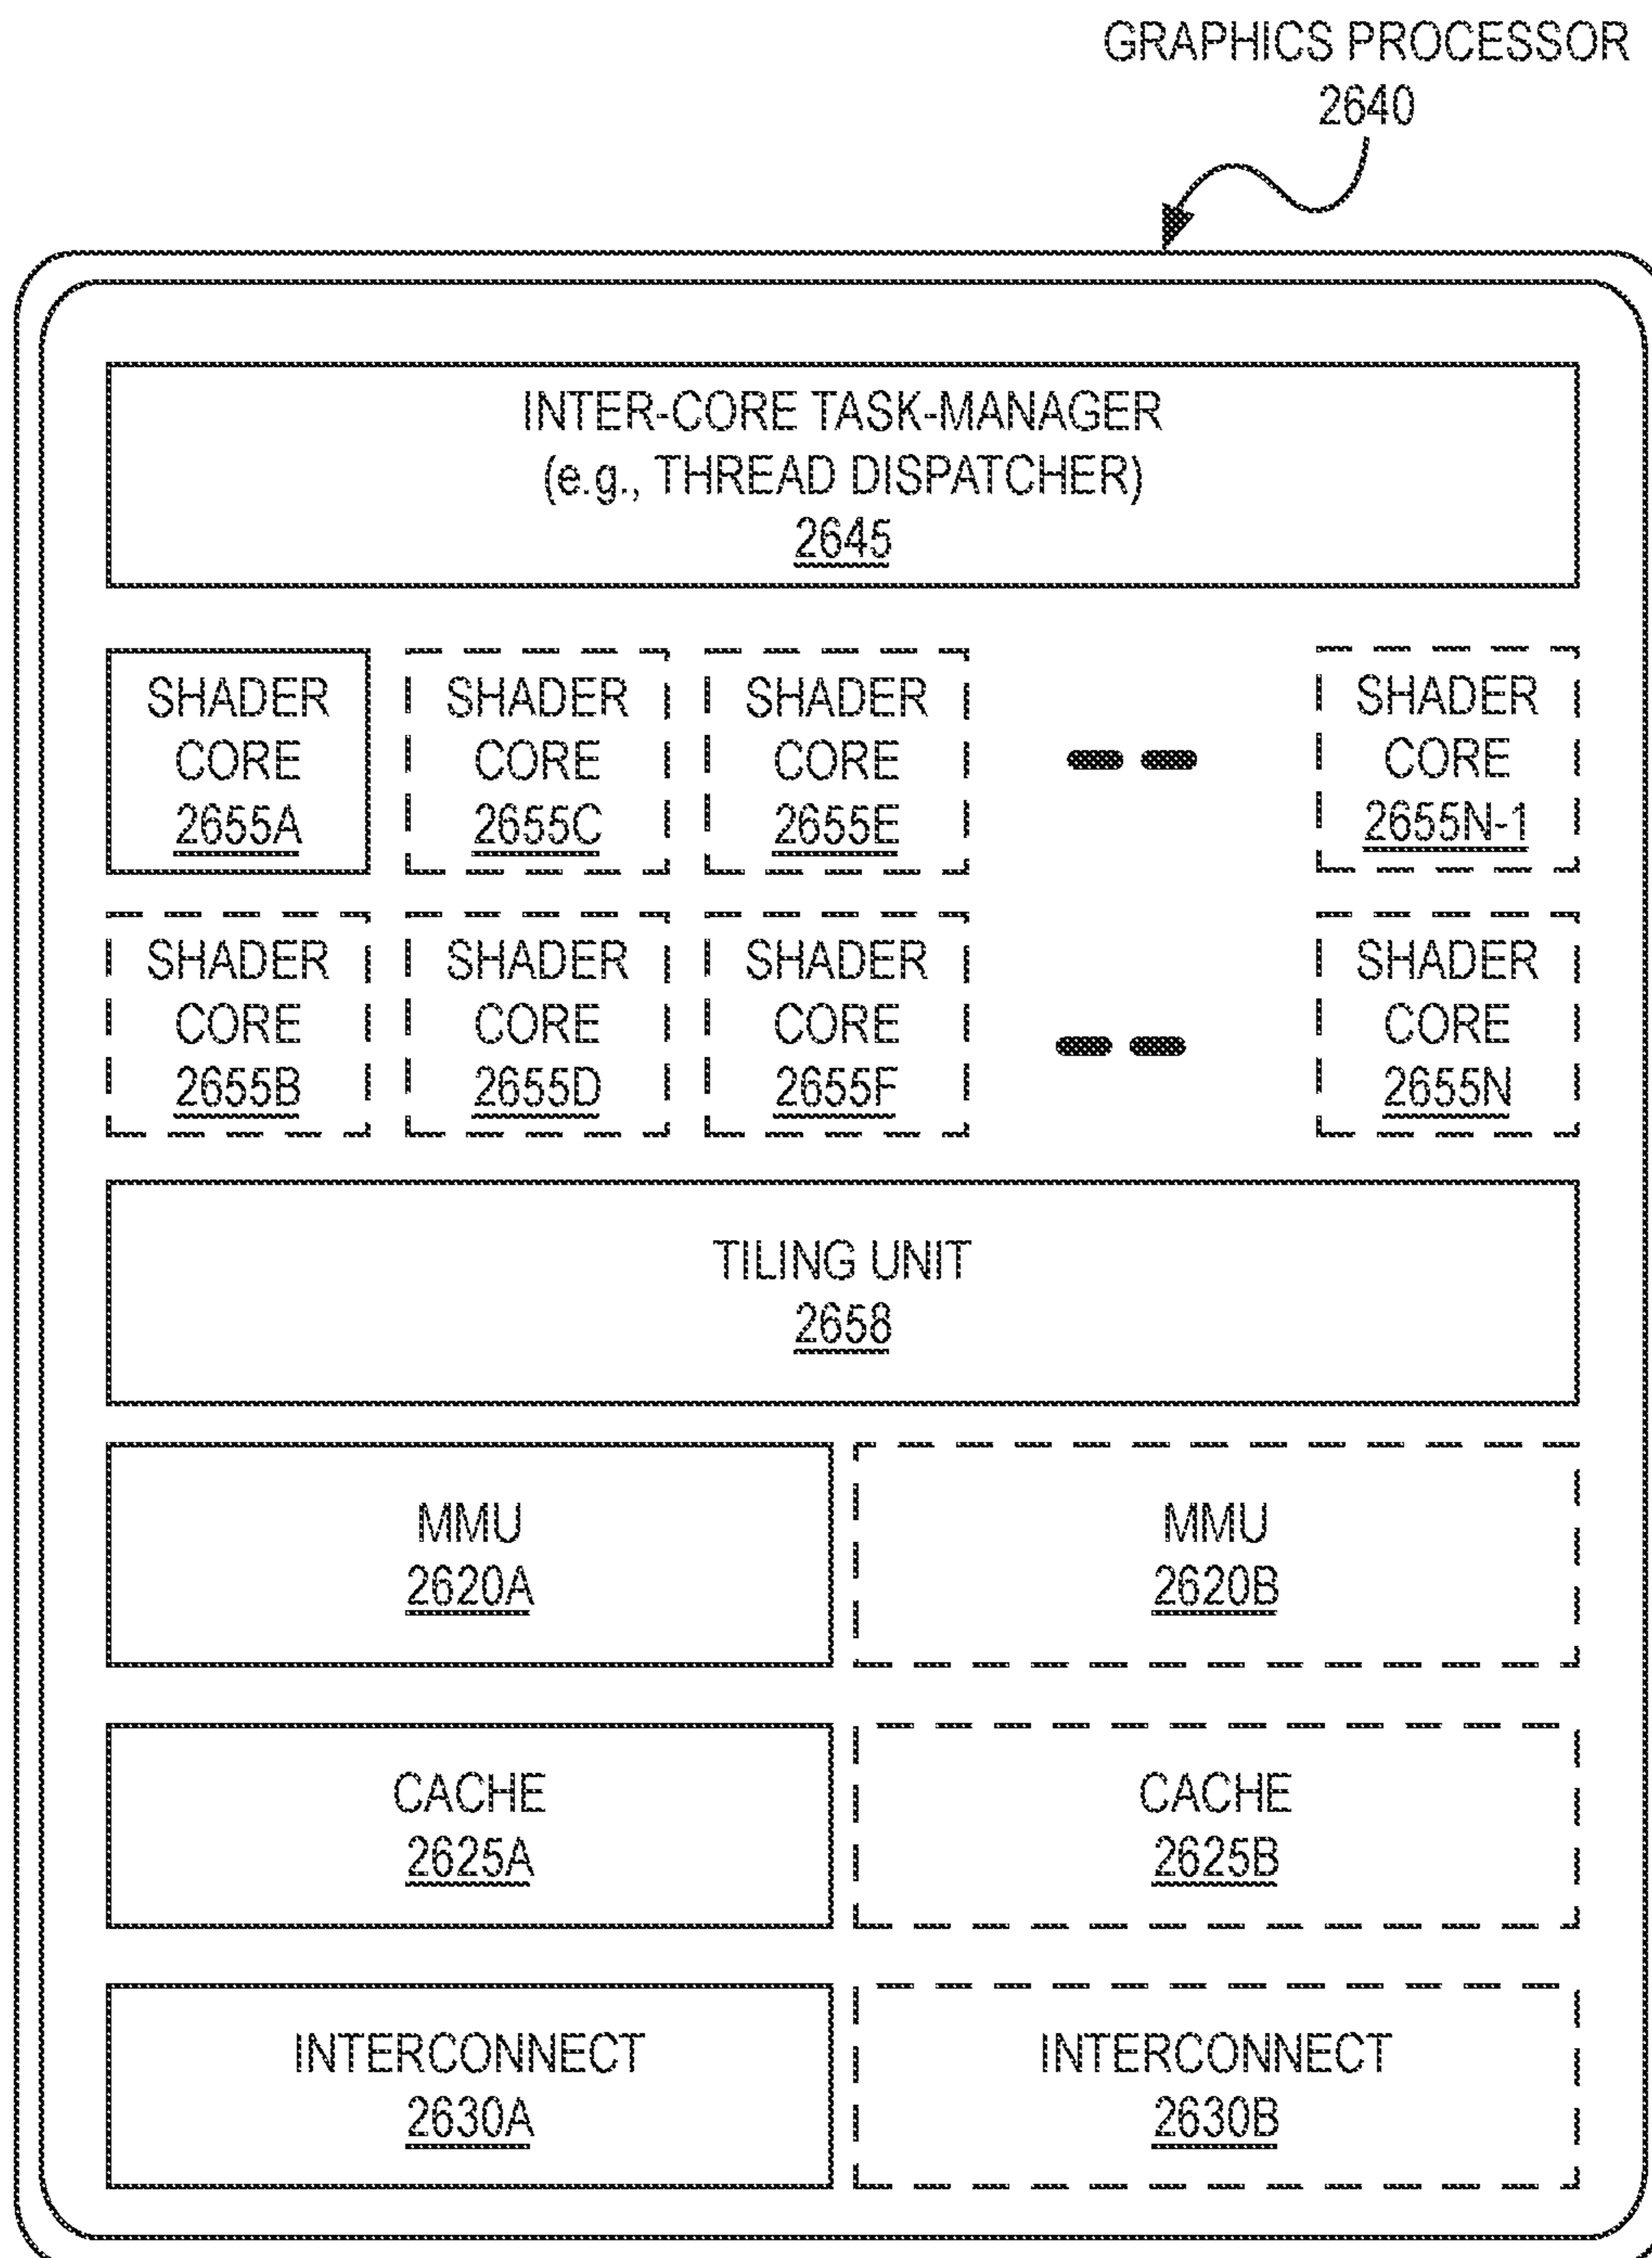 GRAPHICS PROCESSOR
2640
INTER-CORE TASK-MANAGER
(e.g., THREAD DISPATCHER)
2645
SHADER
CORE
2655A
SHADER
CORE
2655C
SHADER
CORE
2655E
SHADER
CORE
2655N-1
SHADER
CORE
2655B
SHADER
CORE
2655D
SHADER
CORE
2655F
SHADER
CORE
2655N
TILING UNIT
2658
MMU
2620A
MMU
2620B
CACHE
2625A
CACHE
2625B
INTERCONNECT
2630A
INTERCONNECT
2630B